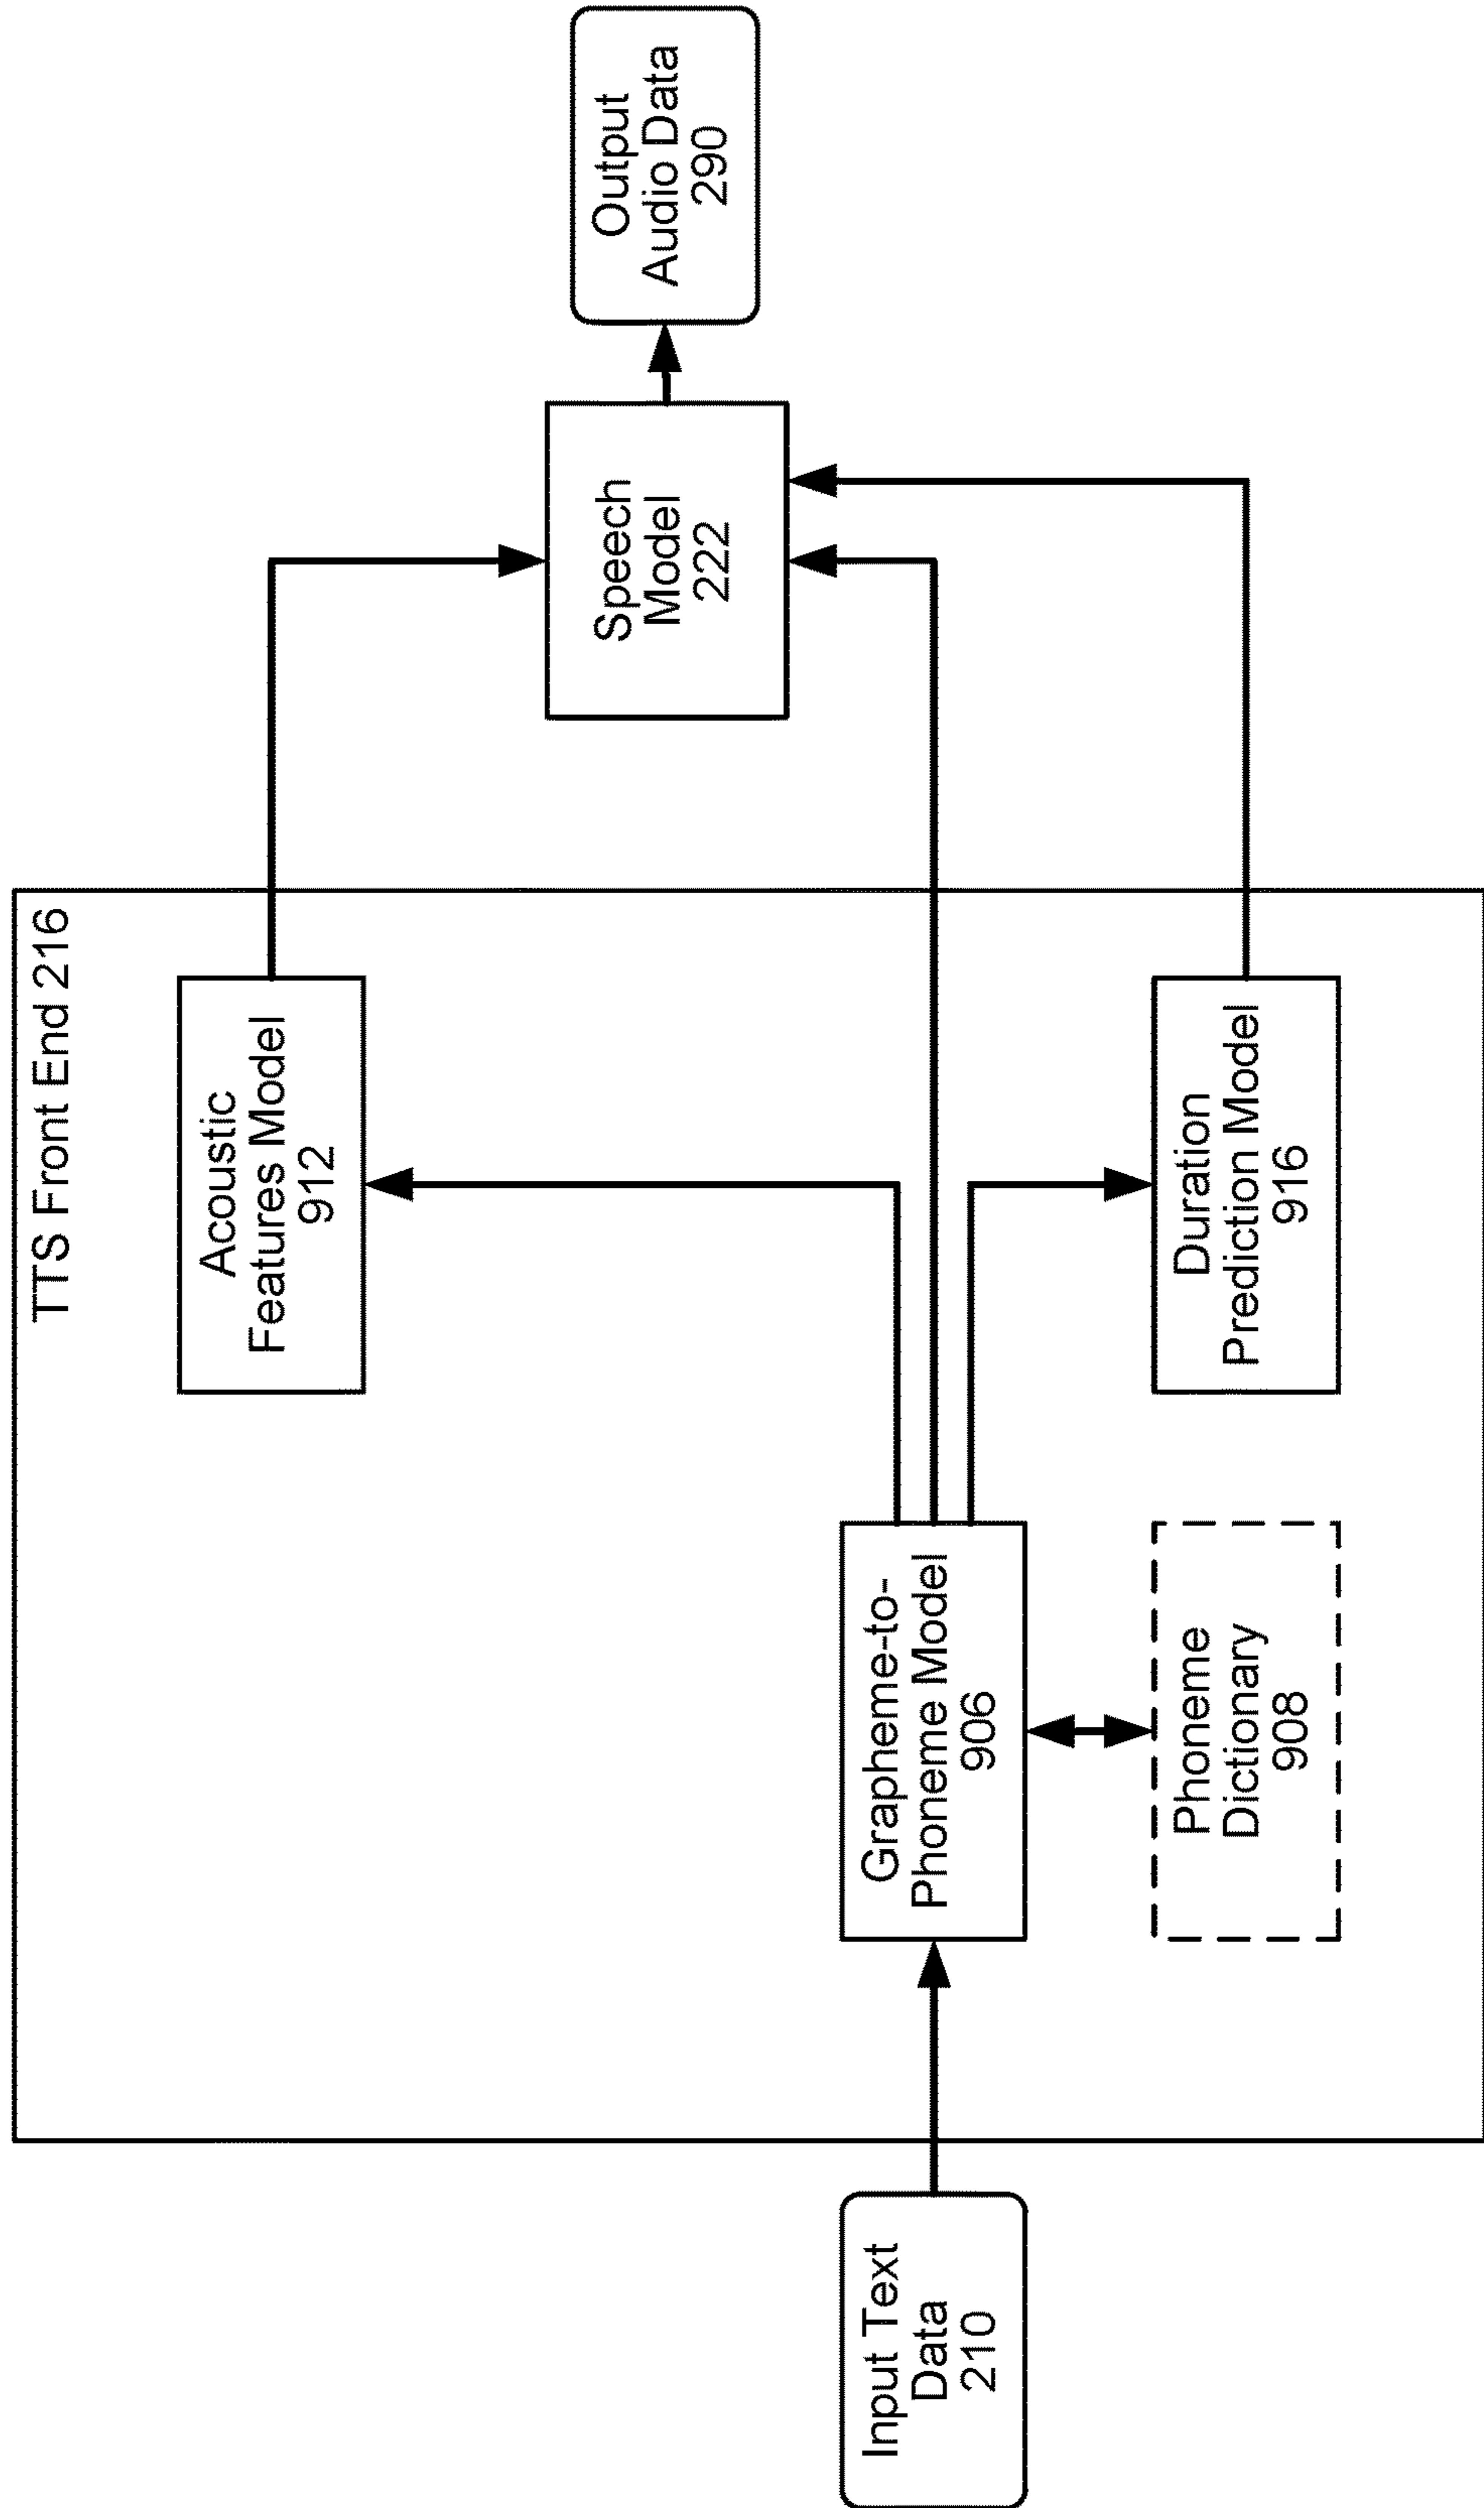 TTS Front End 216
Input Text
Data
210
Grapheme-to-
Phoneme Model
906
Phoneme
Dictionary
908
Acoustic
Features Model
912
Duration
Prediction Model
916
Speech
Model
222
Output
Audio Data
290